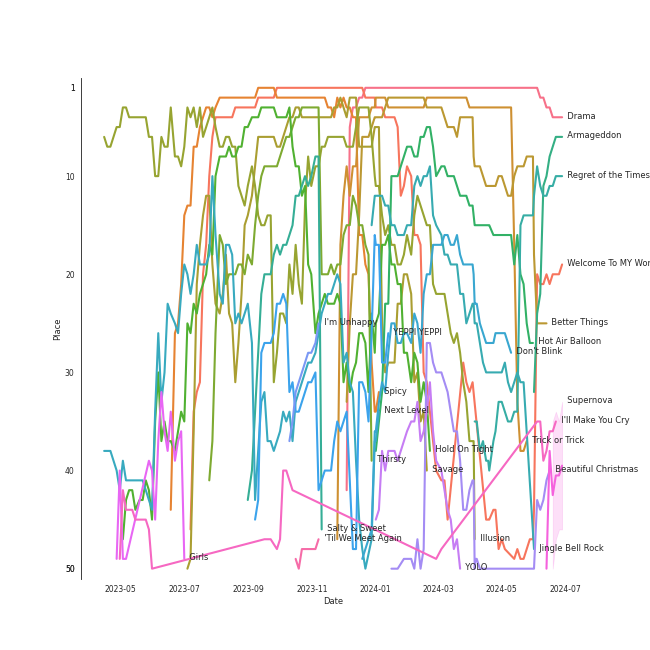 1
10
20
30
40
50
Place
Drama
Armageddon
Regret of the Times
Welcome To MY Wor
I'm Unhappy
YEPPI YEPPI
Better Things
Hot Air Balloon
Don't Blink
Spicy
Supernova
Next Level
I'll Make You Cry
Trick or Trick
Hold On Tight
Thirsty
Savage
Beautiful Christmas
Salty & Sweet
'Til We Meet Again
Illusion
Jingle Bell Rock
Girls
YOLO
2023-05
2023-07
2023-09
2023-11
2024-01
2024-03
2024-05
2024-07
Date